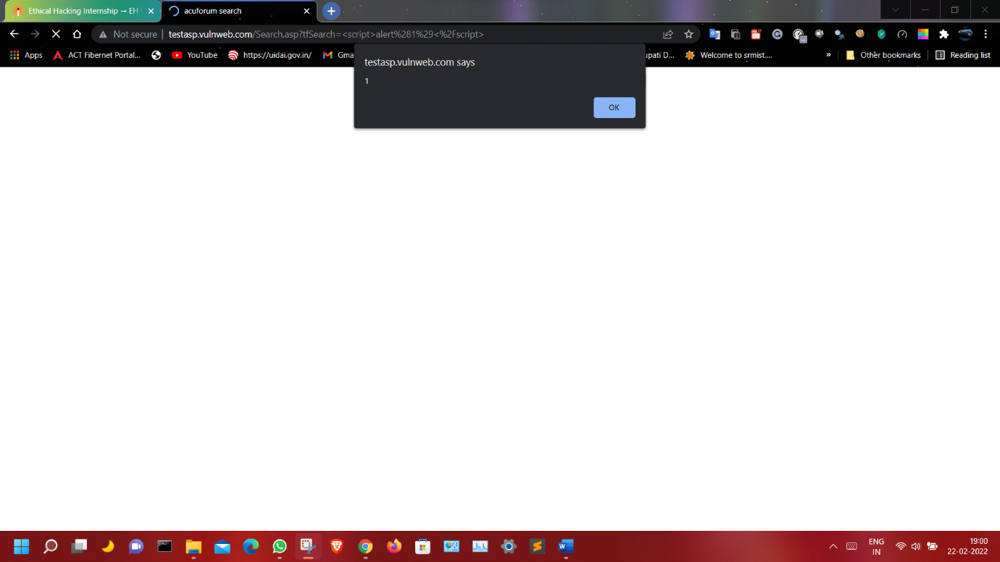 Ethical Hacking Internship → EH
acuforum search
Not secure
testasp.vulnweb.com/Search.asp?tfSearch=<script>alert%281%29<%2Fscript>
Apps
ACT Fibernet Portal...
YouTube
https://uidai.gov.in/
Gma
upati D...
Welcome to srmist....
»
Other bookmarks
Reading list
testasp.vulnweb.com says
1
OK
ENG
IN
19:00
22-02-2022